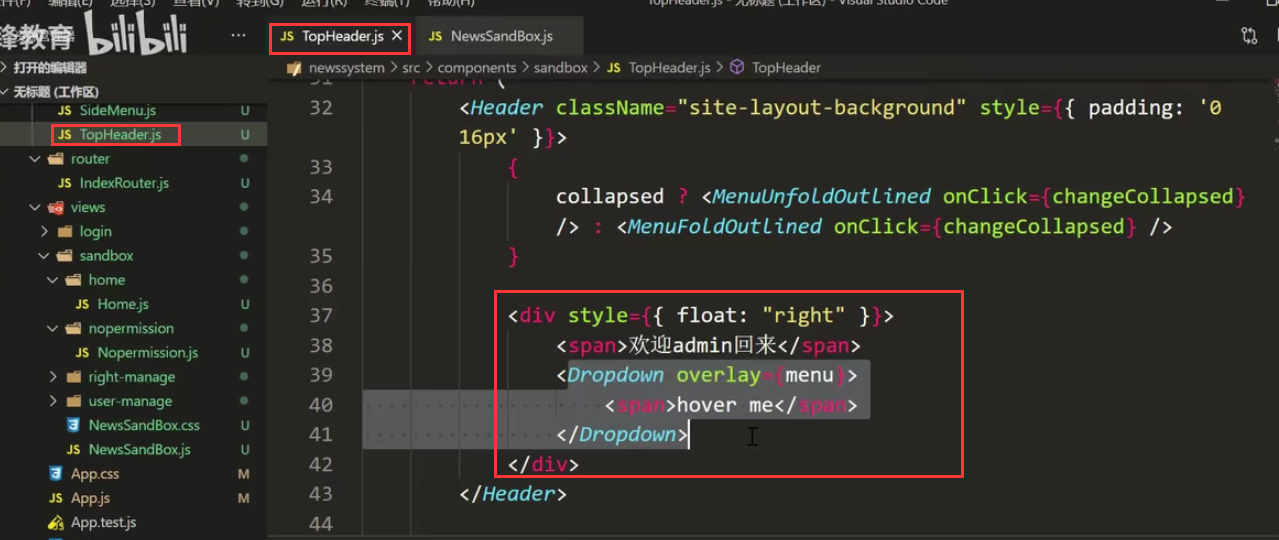 文件(F) 编辑(E) 选择(S) 查看(V) 转到(G) 运行(R) 终端(T) 帮助(H) TopHeader.js - 无标题 (工作区) - Visual Studio Code
锋教育 bilibili ···
JS TopHeader.js × JS NewsSandBox.js
打开的编辑器
newssystem > src > components > sandbox > JS TopHeader.js > TopHeader
无标题 (工作区)
JS SideMenu.js U
JS TopHeader.js U
router
JS IndexRouter.js U
views
login
sandbox
home
JS Home.js U
nopermission
JS Nopermission.js U
right-manage
user-manage
NewsSandBox.css U
JS NewsSandBox.js U
App.css M
JS App.js M
App.test.js
31 return (
32 <Header className="site-layout-background" style={{ padding: '0
16px' }}>
33 {
34 collapsed ? <MenuUnfoldOutlined onClick={changeCollapsed}
/> : <MenuFoldOutlined onClick={changeCollapsed} />
35 }
36
37 <div style={{ float: "right" }}>
38 <span>欢迎admin回来</span>
39 <Dropdown overlay={menu}>
40 <span>hover me</span>
41 </Dropdown>
42 </div>
43 </Header>
44